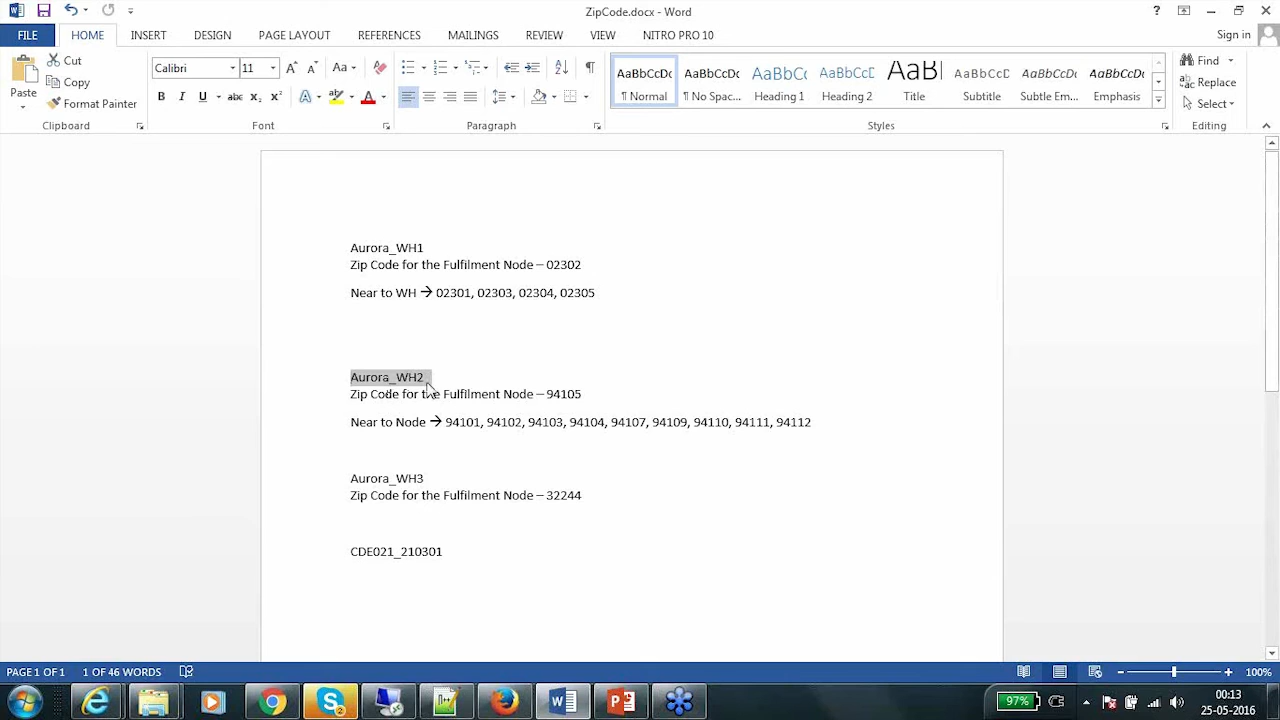 ZipCode.docx - Word
?
FILE HOME INSERT DESIGN PAGE LAYOUT REFERENCES MAILINGS REVIEW VIEW NITRO PRO 10 Sign in
Paste
Cut
Copy
Format Painter
Clipboard
Calibri 11
Font
Paragraph
AaBbCcDc AaBbCcDc AaBbCc AaBbCcD AaBl AaBbCcD AaBbCcDc AaBbCcDc
¶ Normal ¶ No Spac... Heading 1 Heading 2 Title Subtitle Subtle Em... Emphasis
Styles
Find
Replace
Select
Editing
Aurora_WH1
Zip Code for the Fulfilment Node – 02302
Near to WH → 02301, 02303, 02304, 02305
Aurora_WH2
Zip Code for the Fulfilment Node – 94105
Near to Node → 94101, 94102, 94103, 94104, 94107, 94109, 94110, 94111, 94112
Aurora_WH3
Zip Code for the Fulfilment Node – 32244
CDE021_210301
PAGE 1 OF 1 1 OF 46 WORDS 100%
97%
00:13
25-05-2016